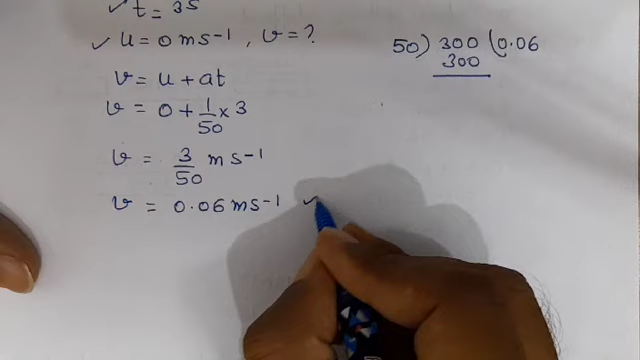 ✓ t = 3s
✓ u = 0 ms⁻¹, v = ?
v = u + at
v = 0 + 1/50 × 3
v = 3/50 ms⁻¹
v = 0.06 ms⁻¹ ✓
50) 300 (0.06
300